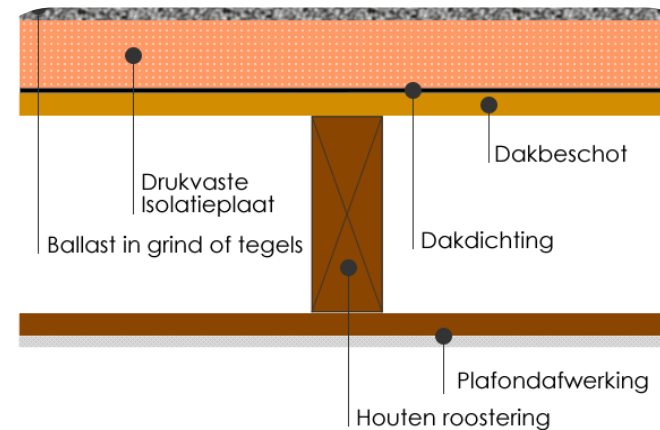 Dakbeschot
Drukvaste
Isolatieplaat
Dakdichting
Ballast in grind of tegels
Plafondafwerking
Houten roostering